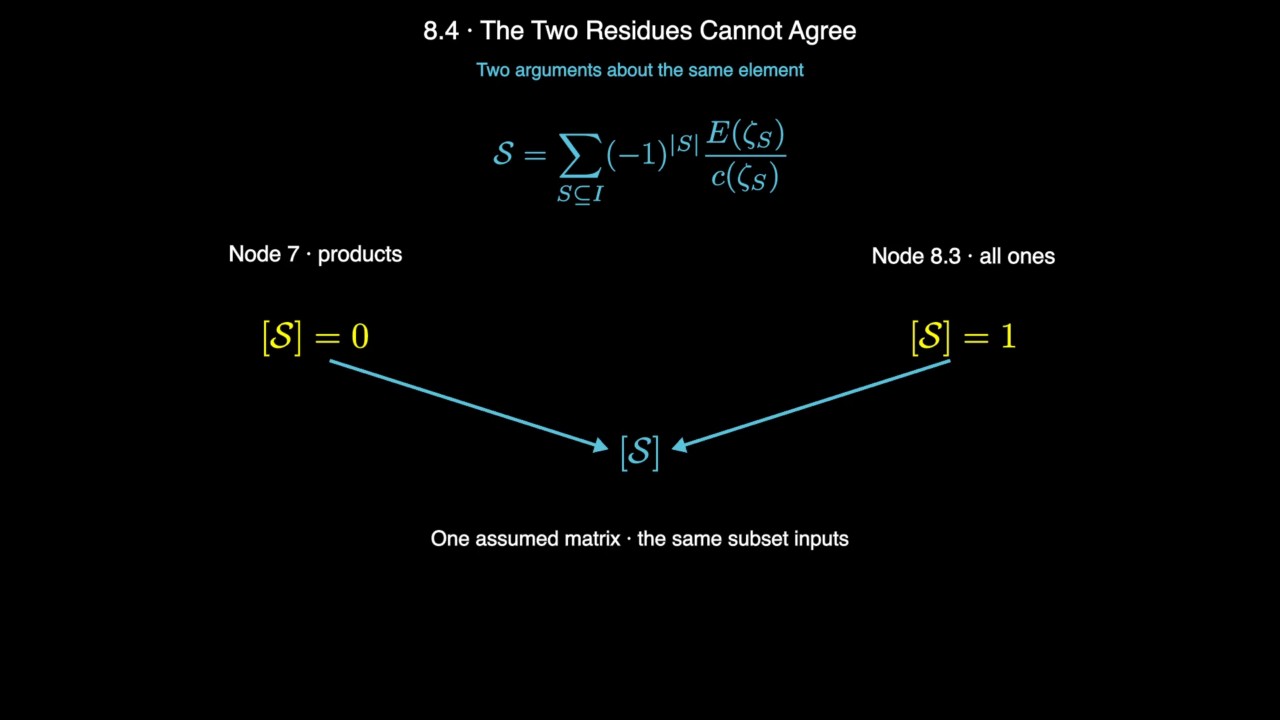 8.4 · The Two Residues Cannot Agree
Two arguments about the same element
𝒮 = ∑_{S⊆I} (−1)^{|S|} E(ζ_S)/c(ζ_S)
Node 7 · products
Node 8.3 · all ones
[𝒮] = 0
[𝒮] = 1
[𝒮]
One assumed matrix · the same subset inputs